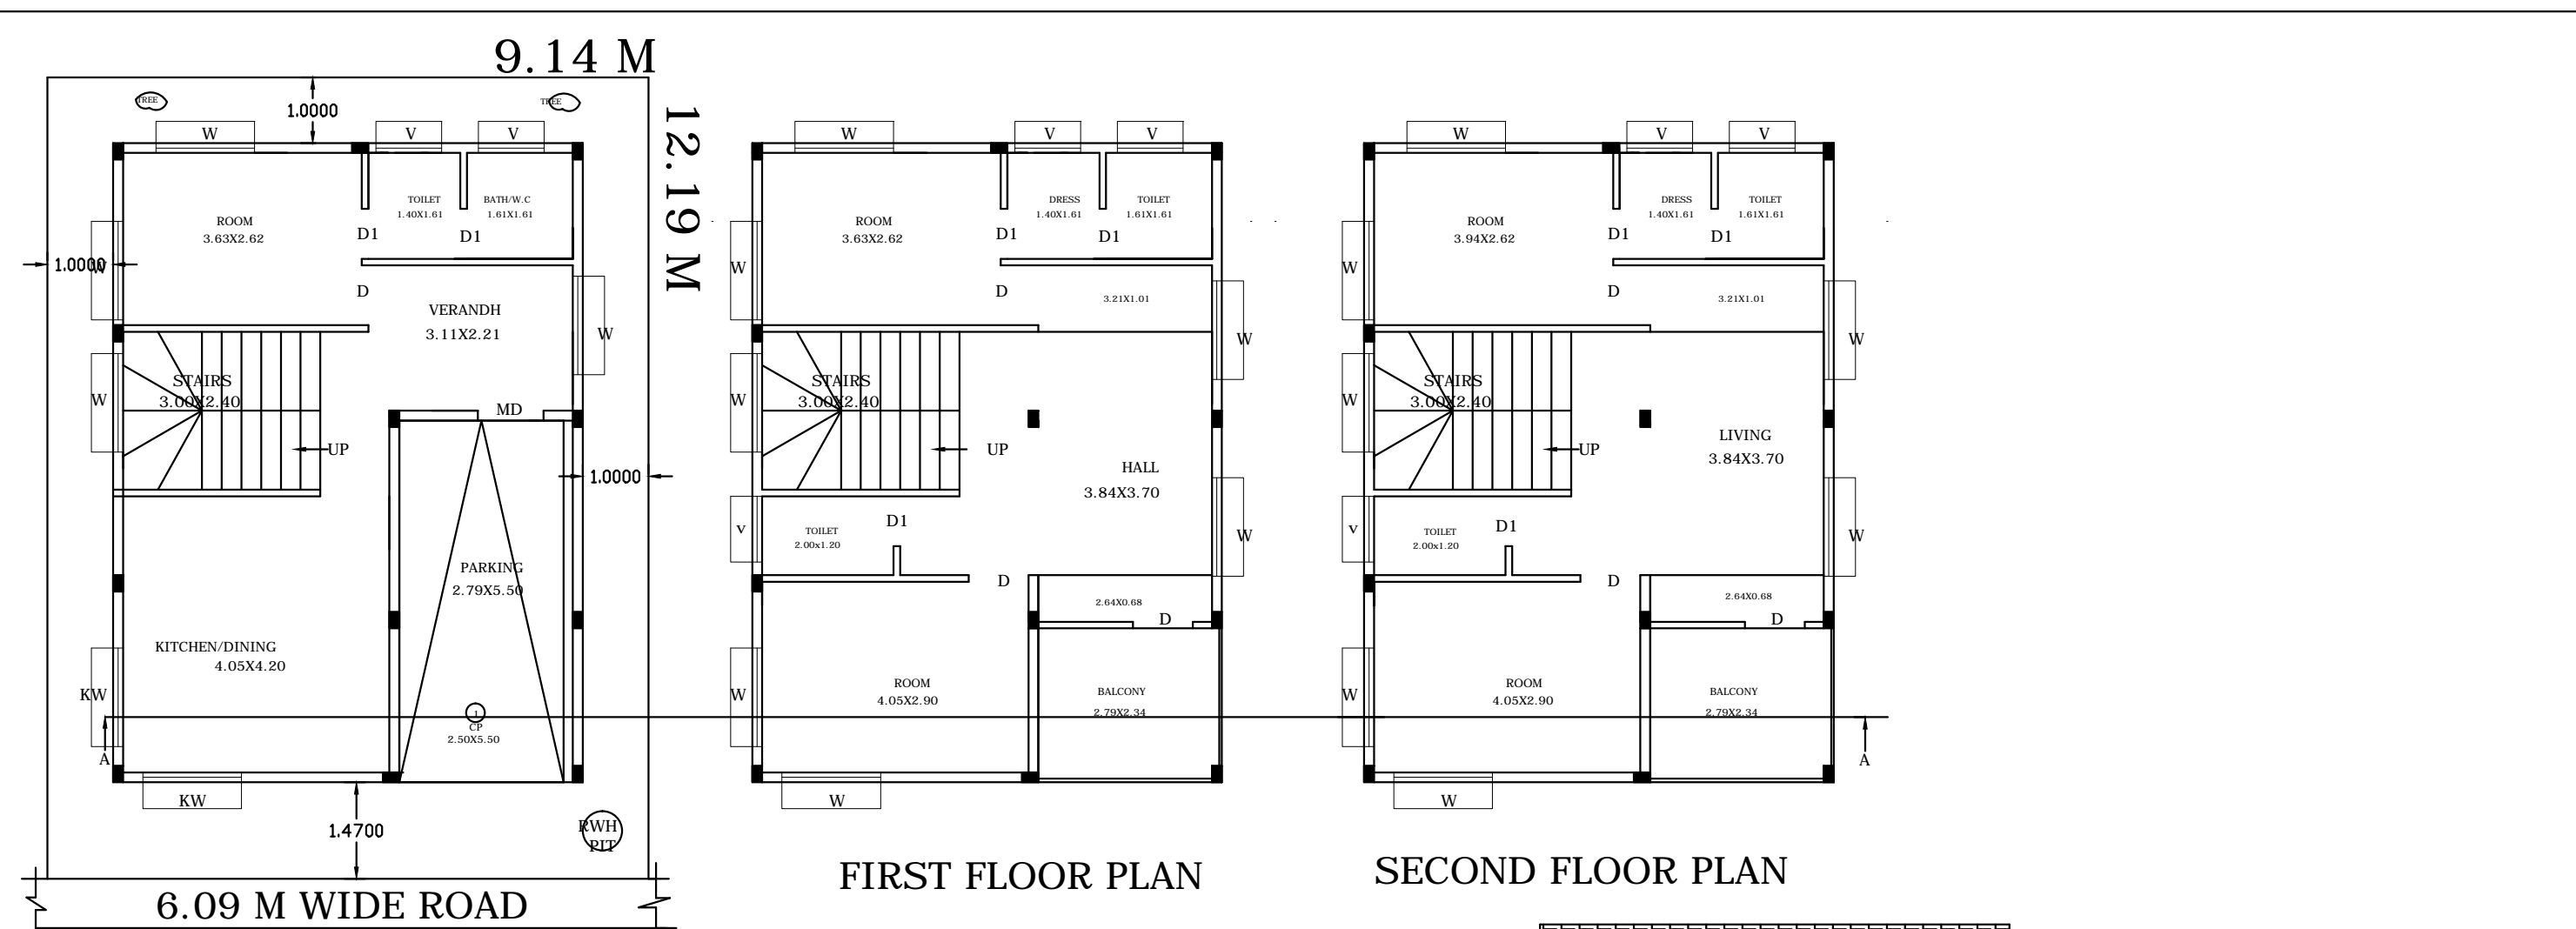 9.14 M
12.19 M
TREE
TREE
1.0000
W
V
V
ROOM
3.63X2.62
TOILET
1.40X1.61
BATH/W.C
1.61X1.61
D1
D1
1.0000
W
D
VERANDH
3.11X2.21
W
STAIRS
3.00X2.40
W
MD
UP
1.0000
PARKING
2.79X5.50
KITCHEN/DINING
4.05X4.20
KW
1
CP
2.50X5.50
A
KW
1.4700
RWH
PIT
6.09 M WIDE ROAD
W
V
V
ROOM
3.63X2.62
DRESS
1.40X1.61
TOILET
1.61X1.61
D1
D1
W
D
3.21X1.01
W
STAIRS
3.00X2.40
W
UP
HALL
3.84X3.70
D1
TOILET
2.00x1.20
v
W
D
2.64X0.68
D
ROOM
4.05X2.90
W
BALCONY
2.79X2.34
W
FIRST FLOOR PLAN
W
V
V
ROOM
3.94X2.62
DRESS
1.40X1.61
TOILET
1.61X1.61
D1
D1
W
D
3.21X1.01
W
STAIRS
3.00X2.40
W
UP
LIVING
3.84X3.70
D1
TOILET
2.00x1.20
v
W
D
2.64X0.68
D
ROOM
4.05X2.90
W
BALCONY
2.79X2.34
A
W
SECOND FLOOR PLAN